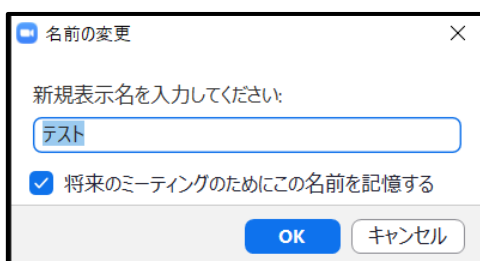 名前の変更
新規表示名を入力してください:
テスト
将来のミーティングのためにこの名前を記憶する
OK キャンセル